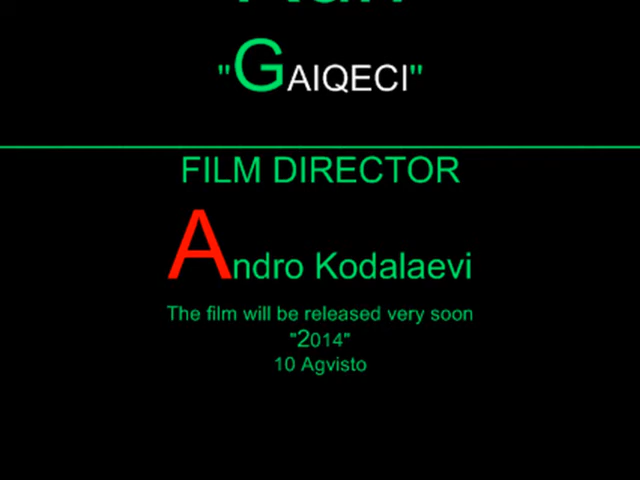 "GAIQECI"
FILM DIRECTOR
Andro Kodalaevi
The film will be released very soon
"2014"
10 Agvisto